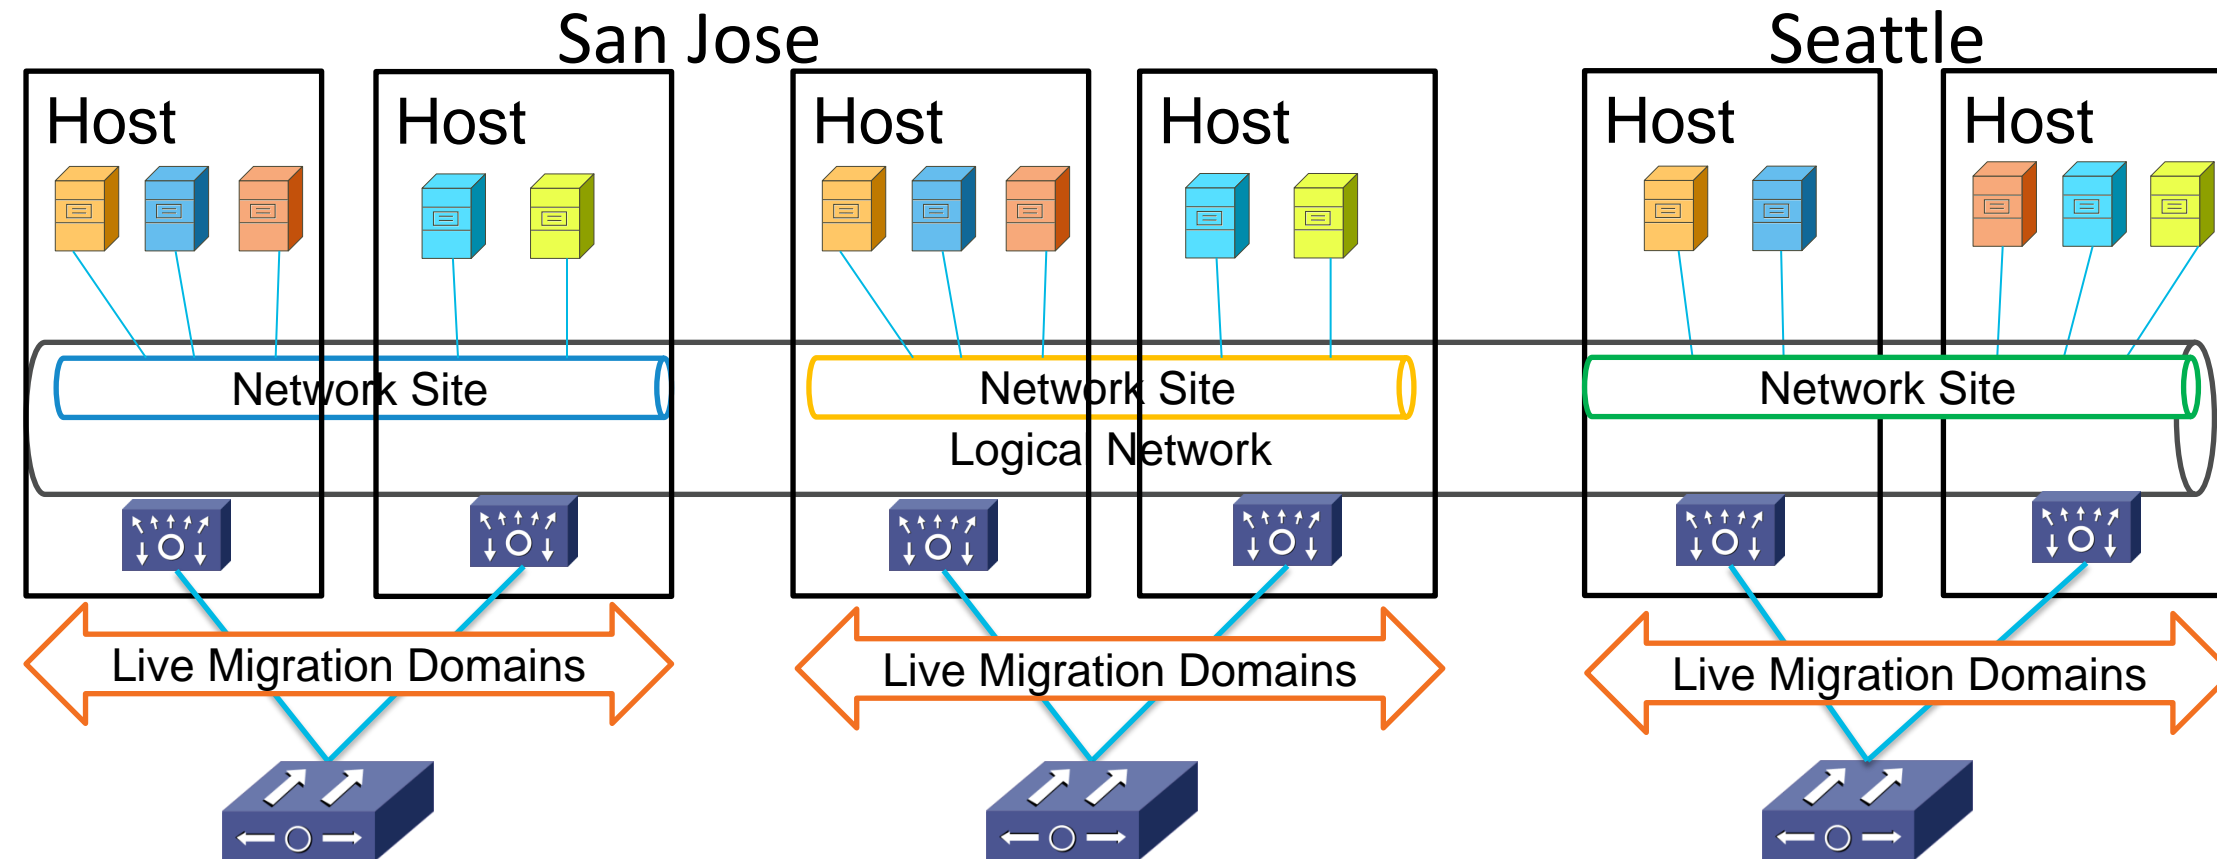 San Jose
Seattle
Host
Host
Host
Host
Host
Host
Network Site
Network Site
Network Site
Logical Network
Live Migration Domains
Live Migration Domains
Live Migration Domains